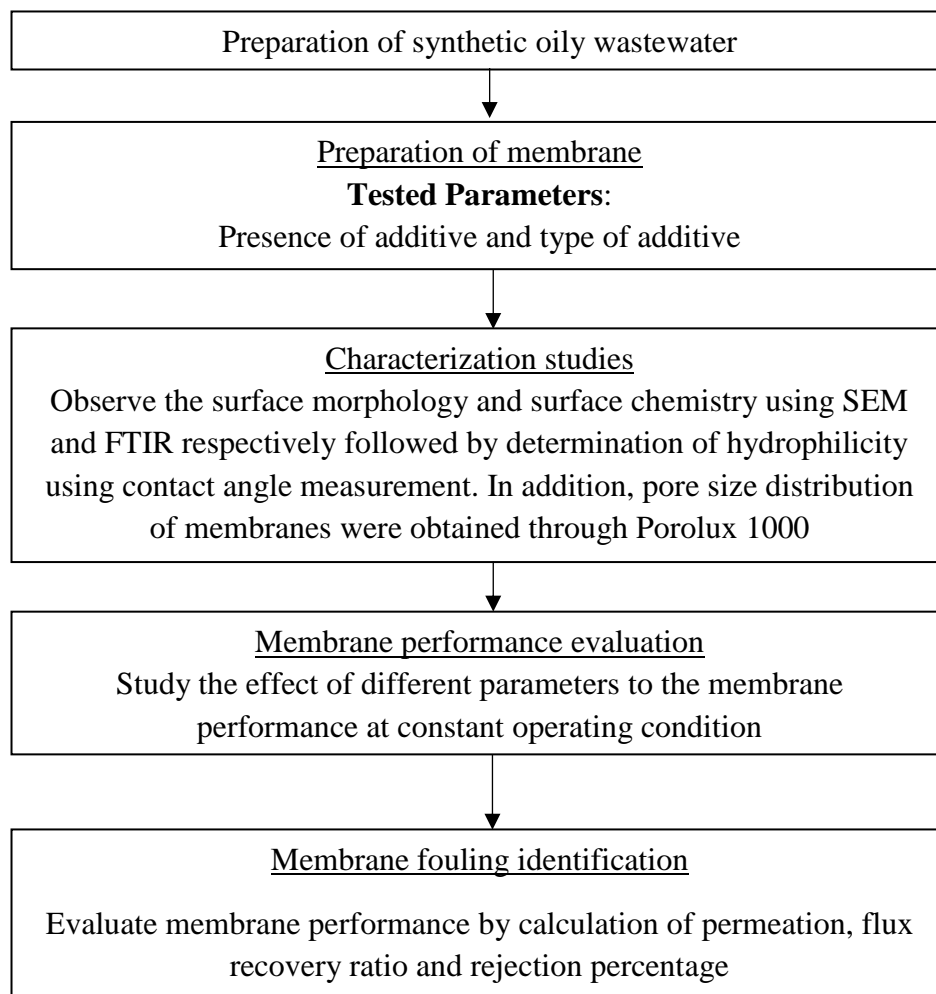 Preparation of synthetic oily wastewater
Preparation of membrane
Tested Parameters:
Presence of additive and type of additive
Characterization studies
Observe the surface morphology and surface chemistry using SEM
and FTIR respectively followed by determination of hydrophilicity
using contact angle measurement. In addition, pore size distribution
of membranes were obtained through Porolux 1000
Membrane performance evaluation
Study the effect of different parameters to the membrane
performance at constant operating condition
Membrane fouling identification
Evaluate membrane performance by calculation of permeation, flux
recovery ratio and rejection percentage